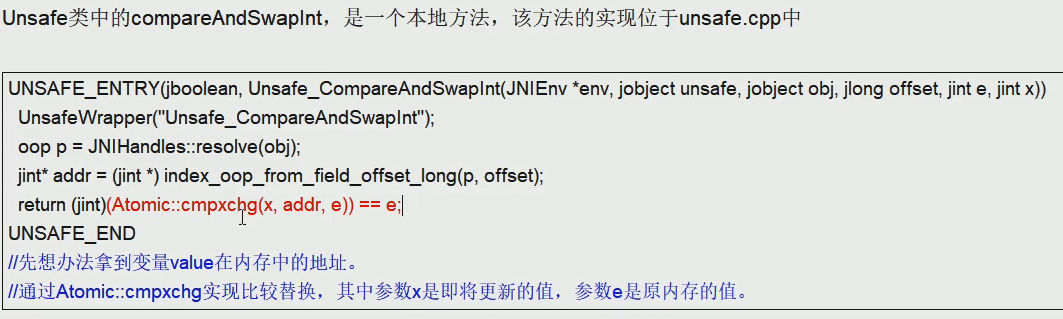 Unsafe类中的compareAndSwapInt，是一个本地方法，该方法的实现位于unsafe.cpp中
UNSAFE_ENTRY(jboolean, Unsafe_CompareAndSwapInt(JNIEnv *env, jobject unsafe, jobject obj, jlong offset, jint e, jint x))
UnsafeWrapper("Unsafe_CompareAndSwapInt");
oop p = JNIHandles::resolve(obj);
jint* addr = (jint *) index_oop_from_field_offset_long(p, offset);
return (jint)(Atomic::cmpxchg(x, addr, e)) == e;
UNSAFE_END
//先想办法拿到变量value在内存中的地址。
//通过Atomic::cmpxchg实现比较替换，其中参数x是即将更新的值，参数e是原内存的值。